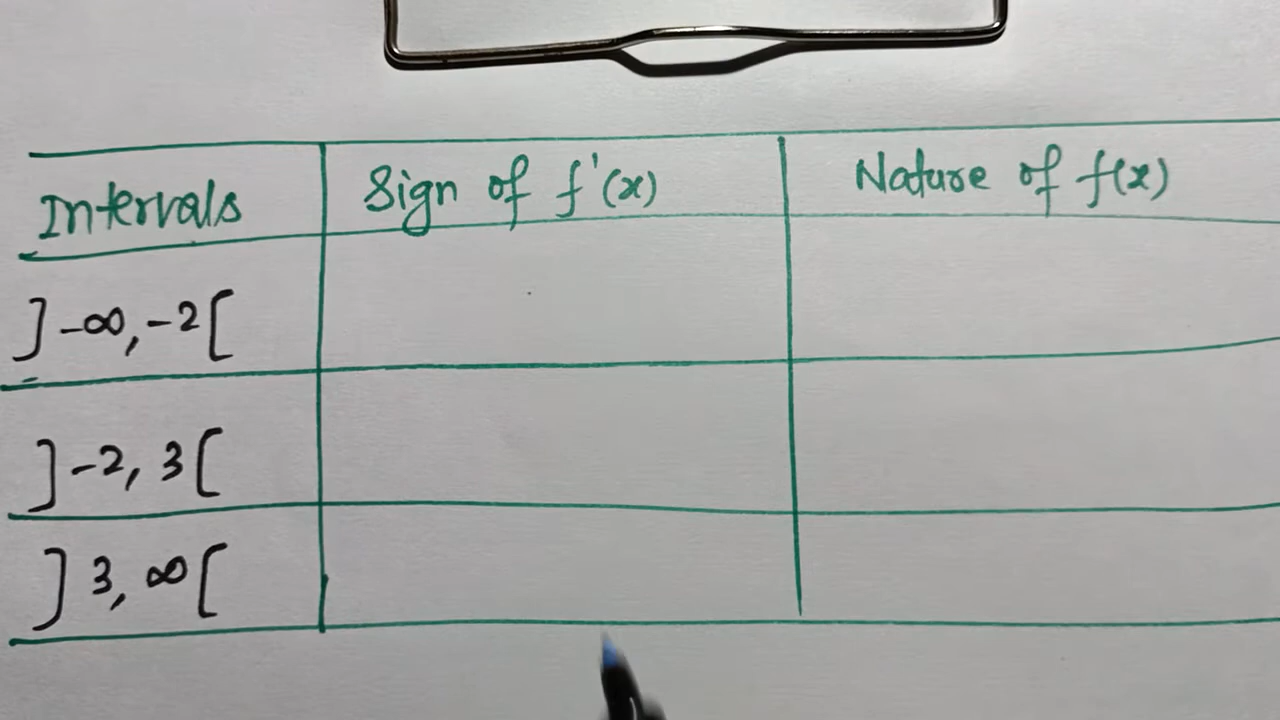 Intervals Sign of f'(x) Nature of f(x)
]-∞,-2[
]-2, 3[
]3, ∞[